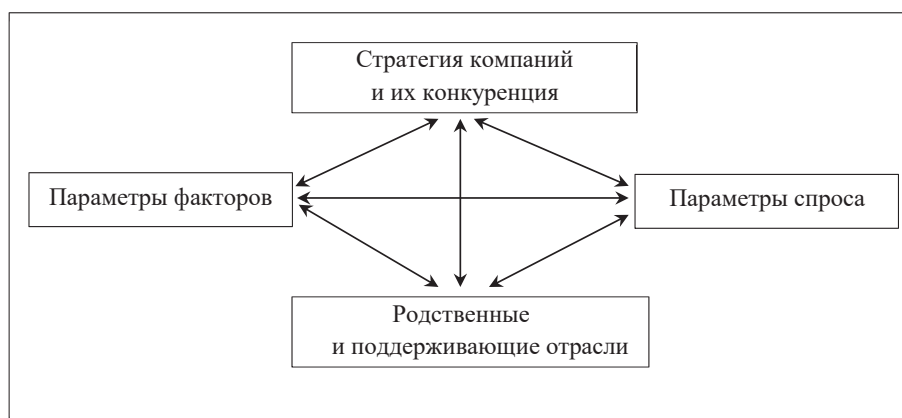 Стратегия компаний
и их конкуренция
Параметры факторов
Параметры спроса
Родственные
и поддерживающие отрасли